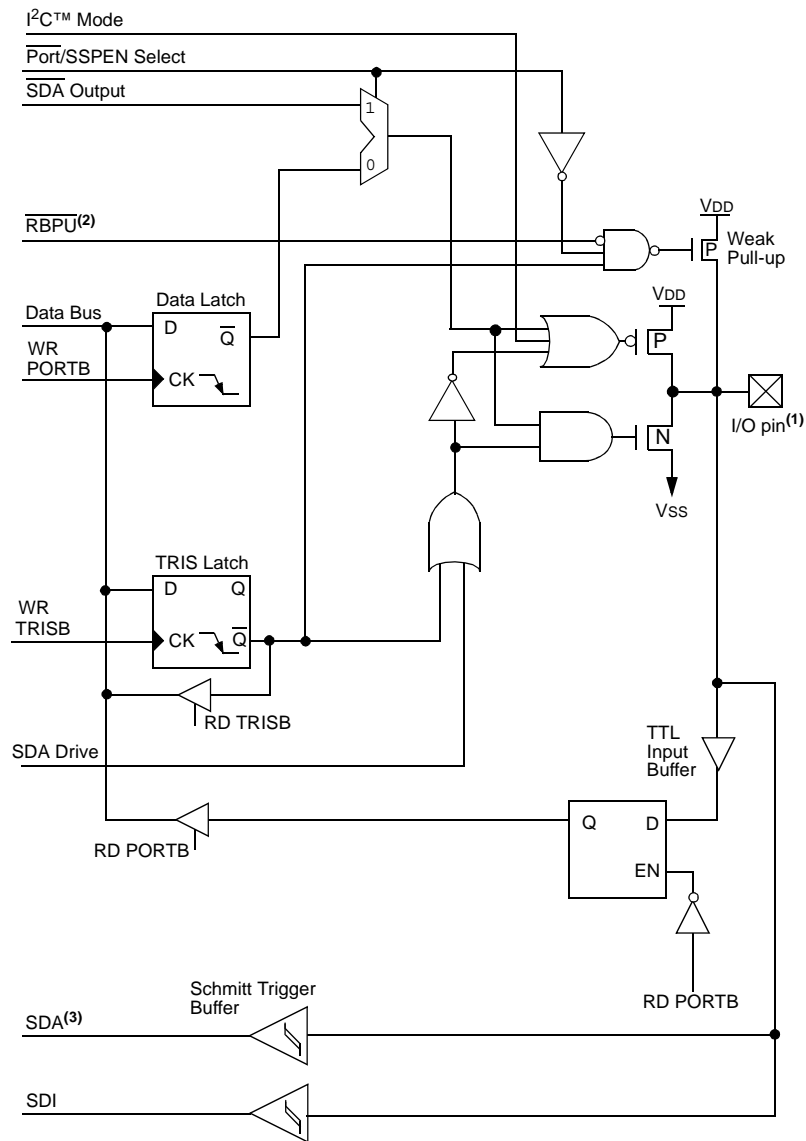 I²C™ Mode
Port/SSPEN Select
SDA Output
1
0
RBPU(2)
VDD
Weak
Pull-up
P
Data Bus
Data Latch
D
Q
WR
PORTB
CK
VDD
P
N
I/O pin(1)
VSS
TRIS Latch
D
Q
WR
TRISB
CK
Q
RD TRISB
SDA Drive
TTL
Input
Buffer
Q
D
EN
RD PORTB
RD PORTB
Schmitt Trigger
Buffer
SDA(3)
SDI